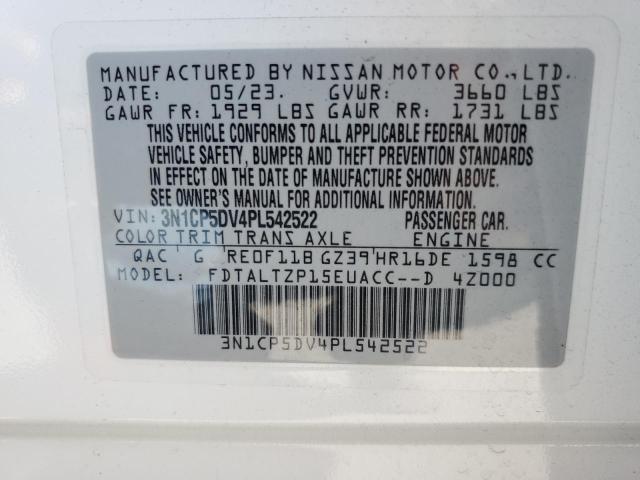 MANUFACTURED BY NISSAN MOTOR CO., LTD.
DATE: 05/23. GVWR: 3660 LBS
GAWR FR: 1929 LBS GAWR RR: 1731 LBS
THIS VEHICLE CONFORMS TO ALL APPLICABLE FEDERAL MOTOR
VEHICLE SAFETY, BUMPER AND THEFT PREVENTION STANDARDS
IN EFFECT ON THE DATE OF MANUFACTURE SHOWN ABOVE.
SEE OWNER'S MANUAL FOR ADDITIONAL INFORMATION.
VIN: 3N1CP5DV4PL542522 PASSENGER CAR.
COLOR TRIM TRANS AXLE ENGINE
QAC G RE0F11B GZ39 HR16DE 1598 CC
MODEL: FDTALTZP15EUACC--D 4Z000
3N1CP5DV4PL542522